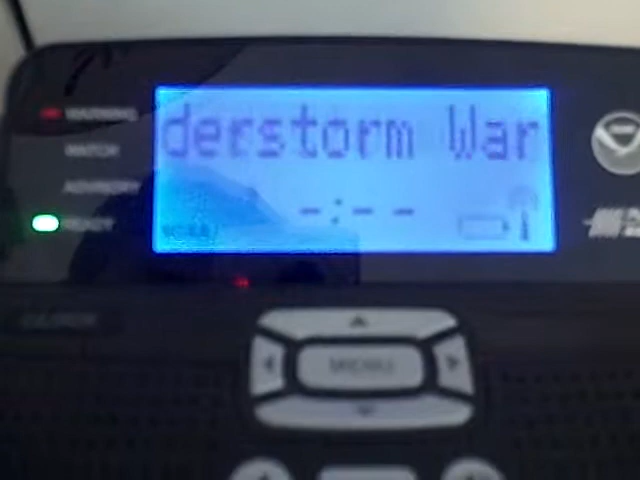 derstorm War
WARNING
WATCH
ADVISORY
READY
-:--
MENU